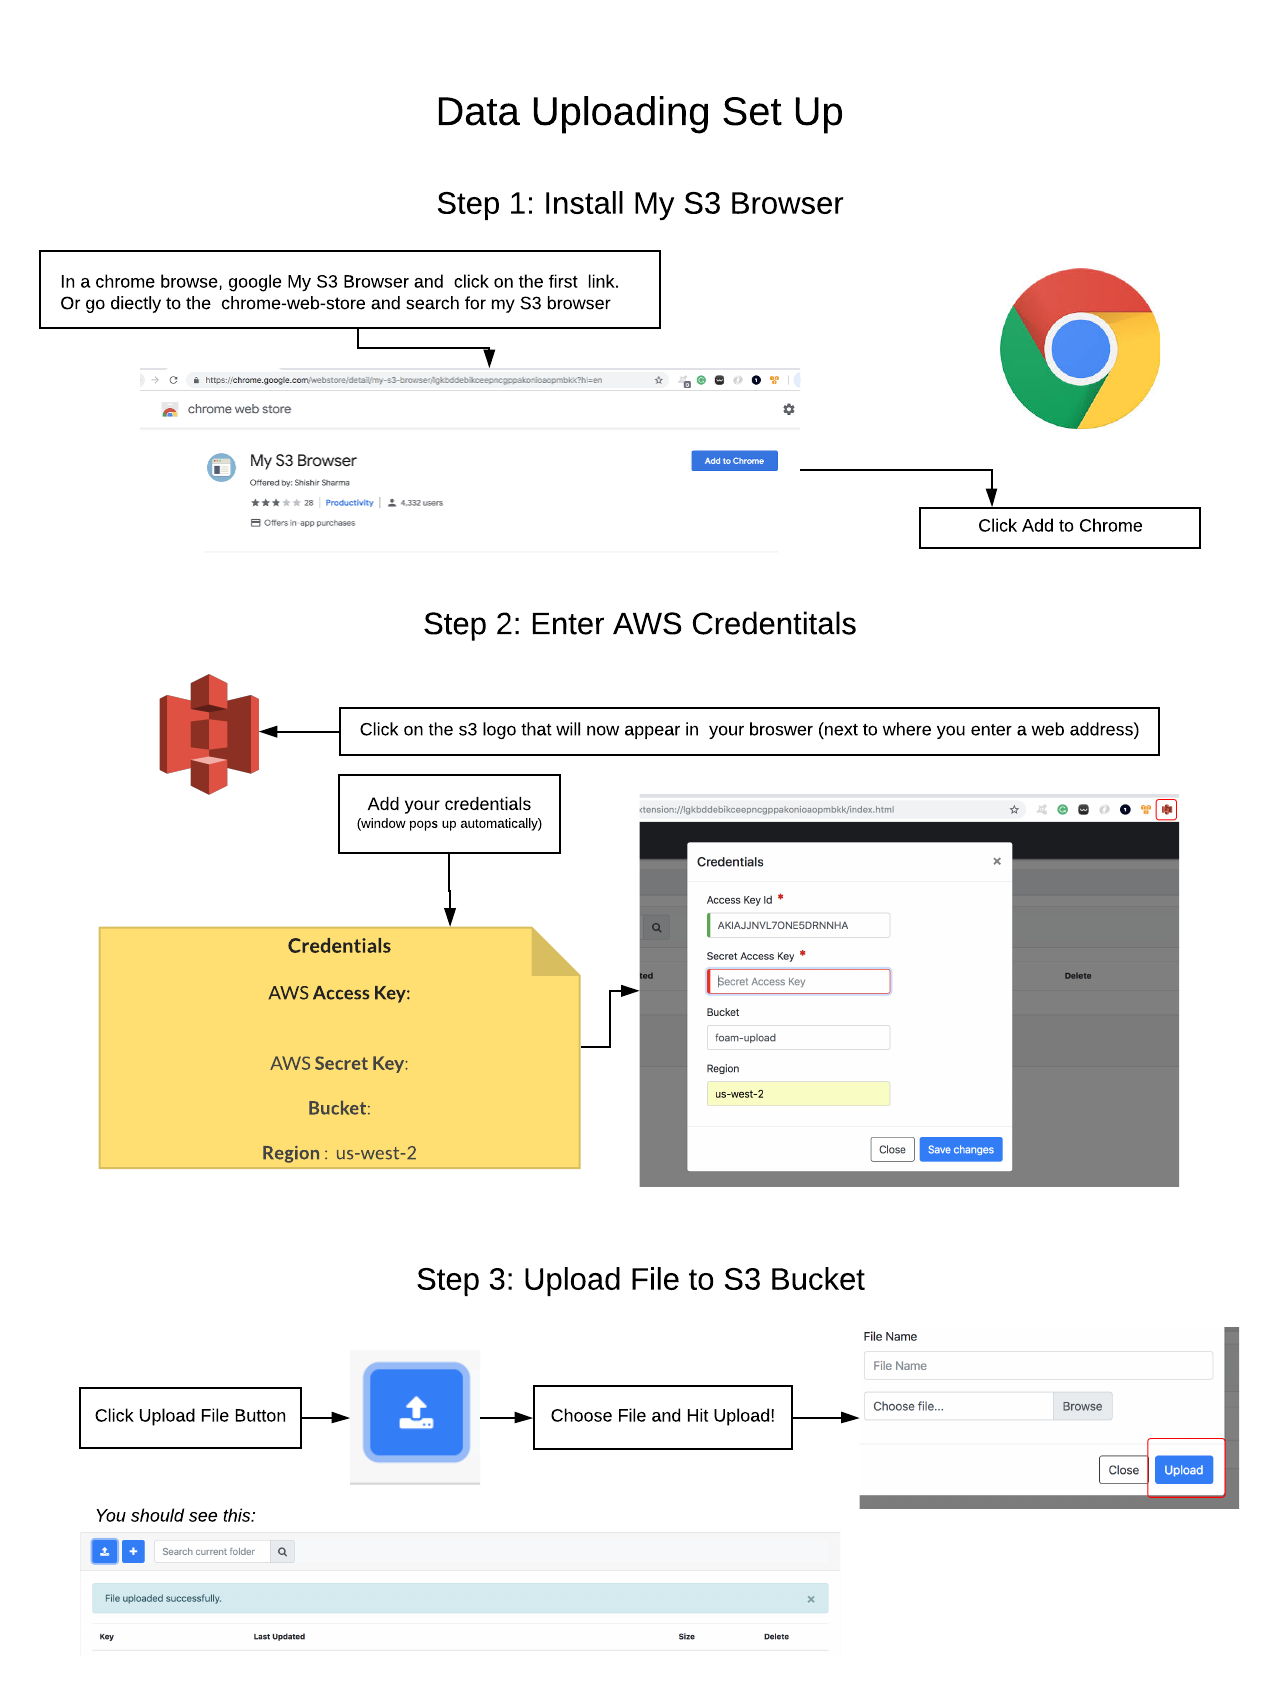 Data Uploading Set Up
Step 1: Install My S3 Browser
In a chrome browse, google My S3 Browser and click on the first link.
Or go diectly to the chrome-web-store and search for my S3 browser
https://chrome.google.com/webstore/detail/my-s3-browser/lgkbddebikceepncgppakonioaopmbkk?hl=en
chrome web store
My S3 Browser
Add to Chrome
Offered by: Shishir Sharma
28 | Productivity | 4,332 users
Offers in-app purchases
Click Add to Chrome
Step 2: Enter AWS Credentitals
Click on the s3 logo that will now appear in your broswer (next to where you enter a web address)
Add your credentials
(window pops up automatically)
xtension://lgkbddebikceepncgppakonioaopmbkk/index.html
Credentials
AWS Access Key:
AWS Secret Key:
Bucket:
Region : us-west-2
Credentials ×
Access Key Id *
AKIAJJNVL7ONE5DRNNHA
Secret Access Key *
Secret Access Key
ted
Delete
Bucket
foam-upload
Region
us-west-2
Close Save changes
Step 3: Upload File to S3 Bucket
Click Upload File Button
Choose File and Hit Upload!
File Name
File Name
Choose file... Browse
Close Upload
You should see this:
Search current folder
File uploaded successfully. ×
Key Last Updated Size Delete